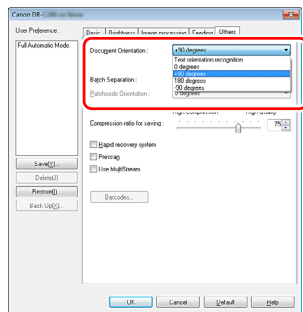 Canon DR-
User Preference :
Full Automatic Mode
Save(V)...
Delete(J)
Restore()
Back Up(K)...
Basic Brightness Image processing Feeding Others
Document Orientation : +90 degrees
Text orientation recognition
0 degrees
+90 degrees
180 degrees
-90 degrees
Batch Separation :
Patchcode Orientation : 0 degrees
High Compression High Quality
Compression ratio for saving : 75
Rapid recovery system
Prescan
Use MultiStream
Barcodes...
OK Cancel Default Help